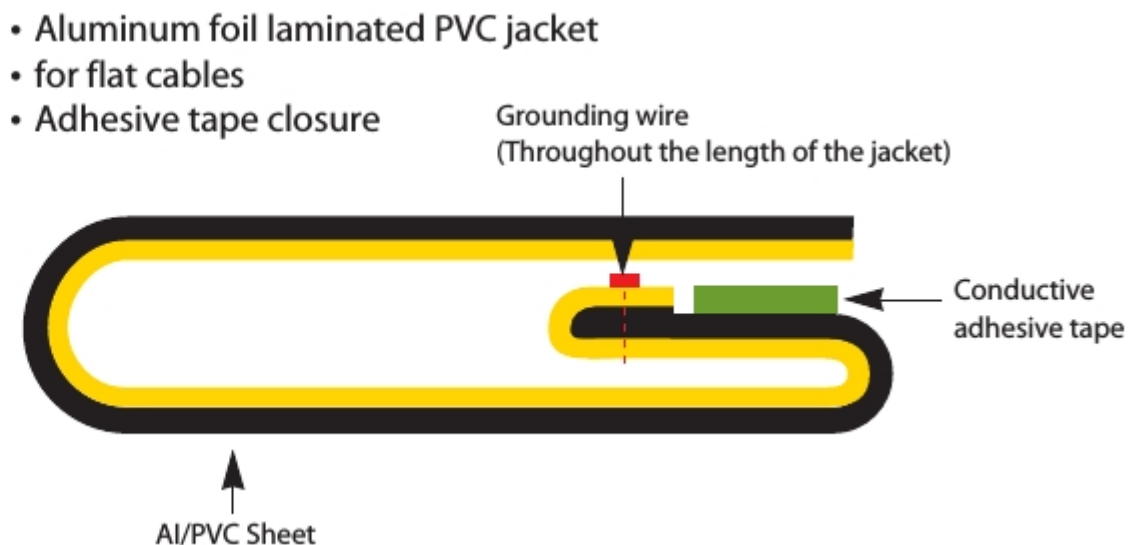 • Aluminum foil laminated PVC jacket
• for flat cables
• Adhesive tape closure
Grounding wire
(Throughout the length of the jacket)
Conductive
adhesive tape
Al/PVC Sheet